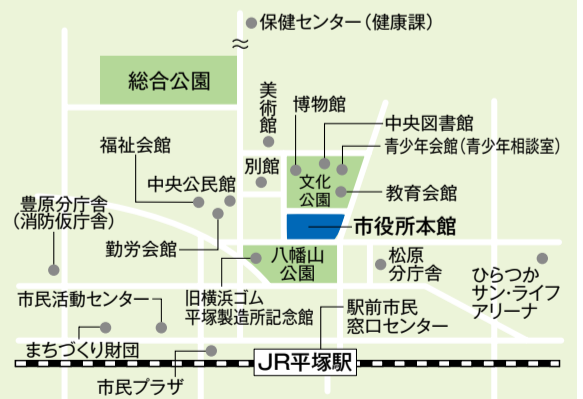 保健センター（健康課）
総合公園
美術館
博物館
中央図書館
青少年会館（青少年相談室）
福祉会館
別館
文化
公園
中央公民館
教育会館
豊原分庁舎
（消防仮庁舎）
市役所本館
勤労会館
八幡山
公園
松原
分庁舎
ひらつか
サン・ライフ
アリーナ
旧横浜ゴム
平塚製造所記念館
市民活動センター
駅前市民
窓口センター
まちづくり財団
JR平塚駅
市民プラザ